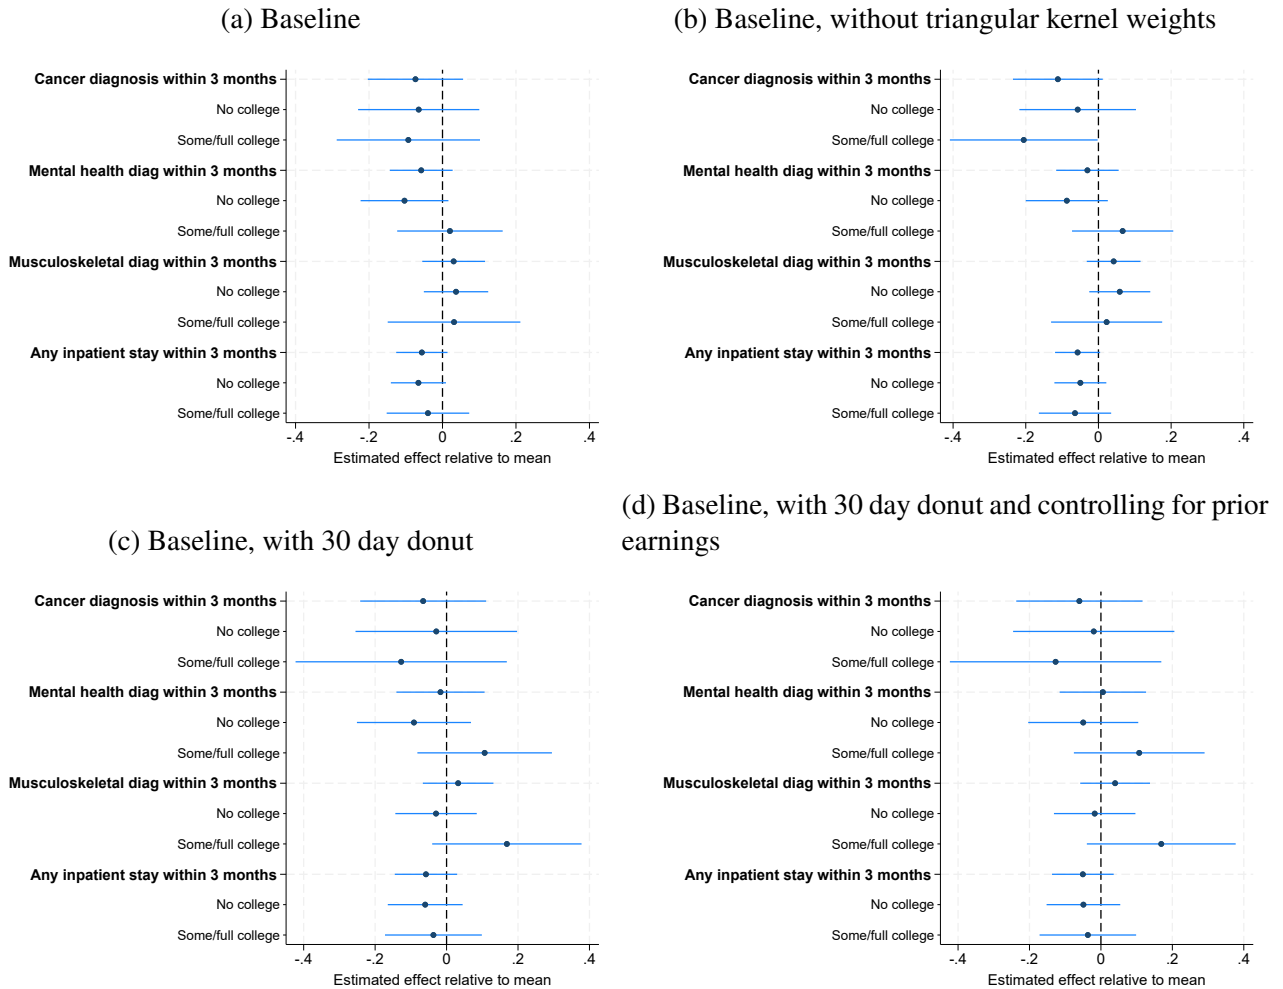 (a) Baseline
Cancer diagnosis within 3 months
No college
Some/full college
Mental health diag within 3 months
No college
Some/full college
Musculoskeletal diag within 3 months
No college
Some/full college
Any inpatient stay within 3 months
No college
Some/full college
-.4 -.2 0 .2 .4
Estimated effect relative to mean
(b) Baseline, without triangular kernel weights
Cancer diagnosis within 3 months
No college
Some/full college
Mental health diag within 3 months
No college
Some/full college
Musculoskeletal diag within 3 months
No college
Some/full college
Any inpatient stay within 3 months
No college
Some/full college
-.4 -.2 0 .2 .4
Estimated effect relative to mean
(c) Baseline, with 30 day donut
Cancer diagnosis within 3 months
No college
Some/full college
Mental health diag within 3 months
No college
Some/full college
Musculoskeletal diag within 3 months
No college
Some/full college
Any inpatient stay within 3 months
No college
Some/full college
-.4 -.2 0 .2 .4
Estimated effect relative to mean
(d) Baseline, with 30 day donut and controlling for prior
earnings
Cancer diagnosis within 3 months
No college
Some/full college
Mental health diag within 3 months
No college
Some/full college
Musculoskeletal diag within 3 months
No college
Some/full college
Any inpatient stay within 3 months
No college
Some/full college
-.4 -.2 0 .2 .4
Estimated effect relative to mean